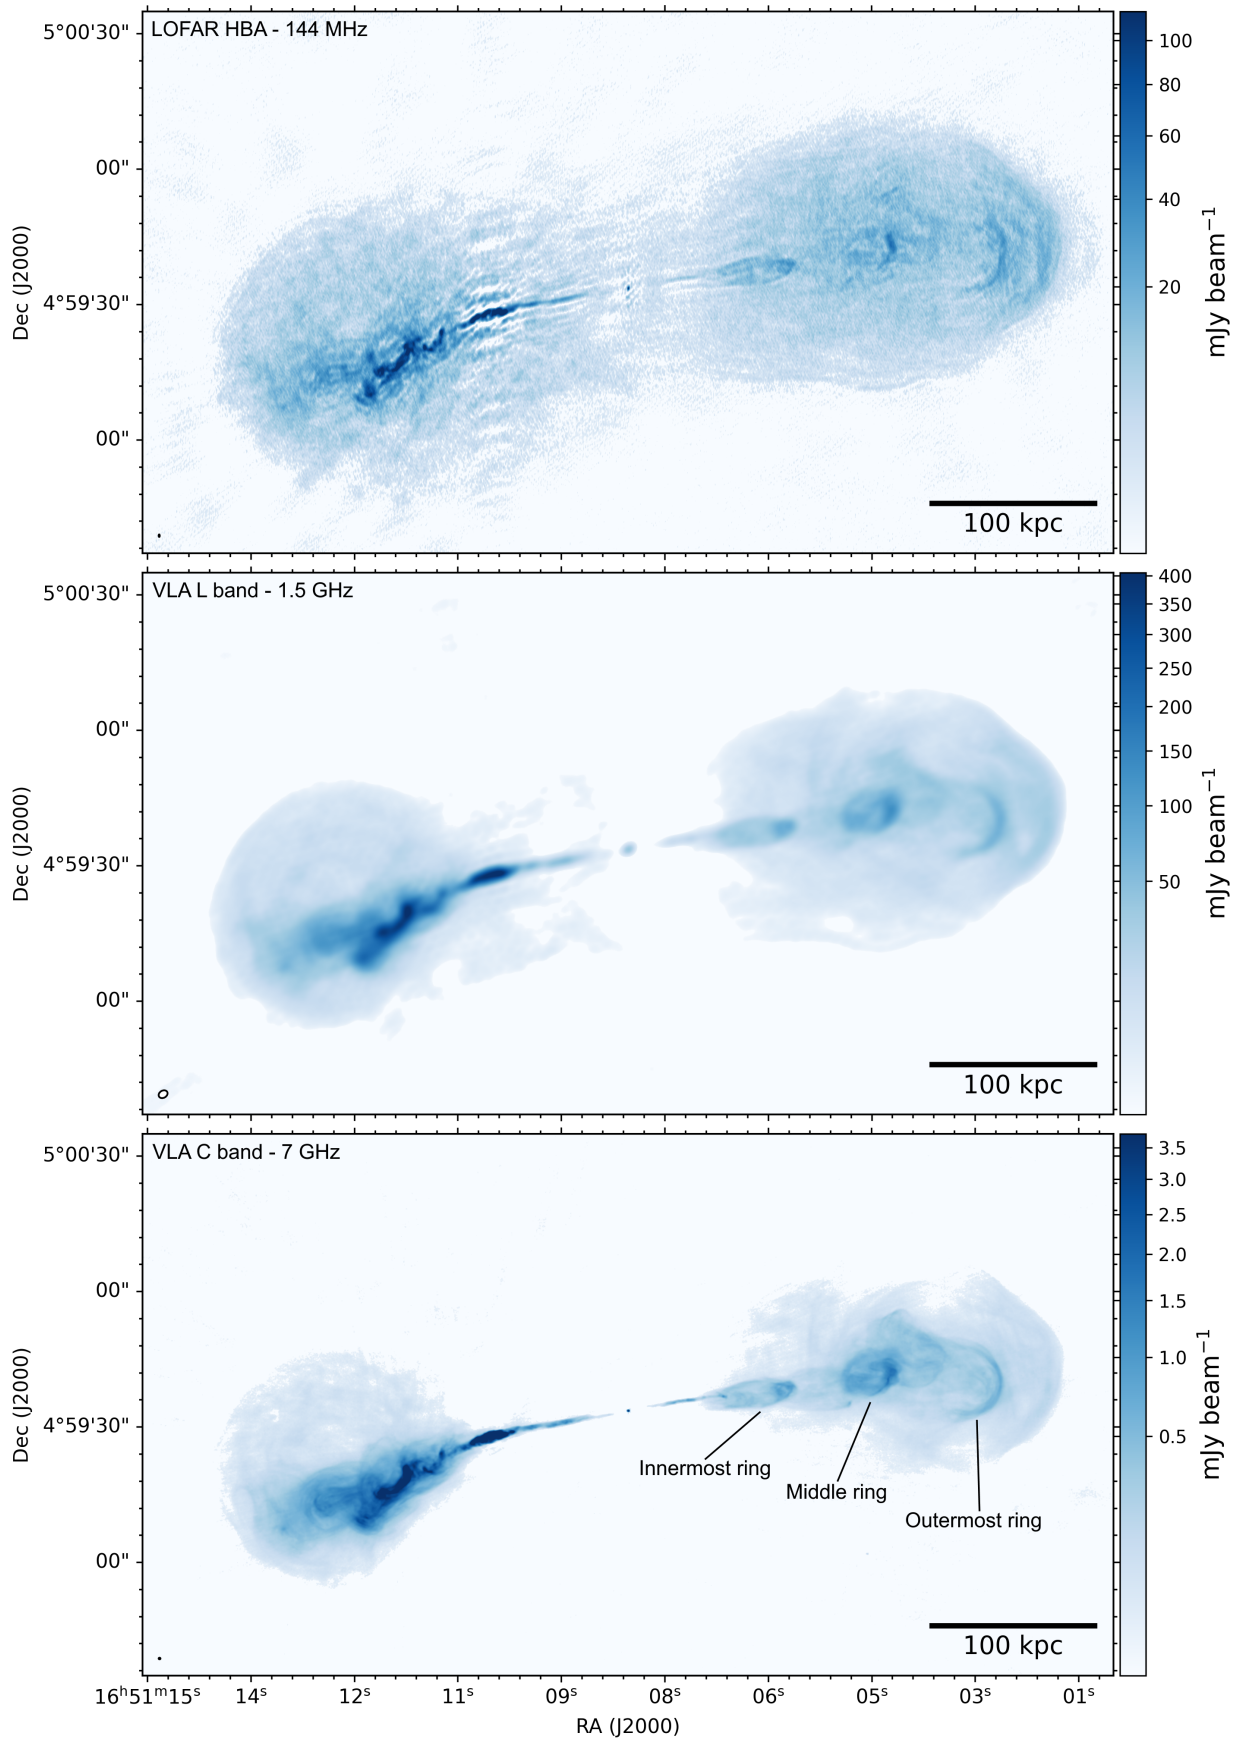 LOFAR HBA - 144 MHz
5°00'30"
00"
4°59'30"
00"
Dec (J2000)
100 kpc
100
80
60
40
20
mJy beam⁻¹
VLA L band - 1.5 GHz
5°00'30"
00"
4°59'30"
00"
Dec (J2000)
100 kpc
400
350
300
250
200
150
100
50
mJy beam⁻¹
VLA C band - 7 GHz
5°00'30"
00"
4°59'30"
00"
Dec (J2000)
Innermost ring
Middle ring
Outermost ring
100 kpc
3.5
3.0
2.5
2.0
1.5
1.0
0.5
mJy beam⁻¹
16ʰ51ᵐ15ˢ 14ˢ 12ˢ 11ˢ 09ˢ 08ˢ 06ˢ 05ˢ 03ˢ 01ˢ
RA (J2000)